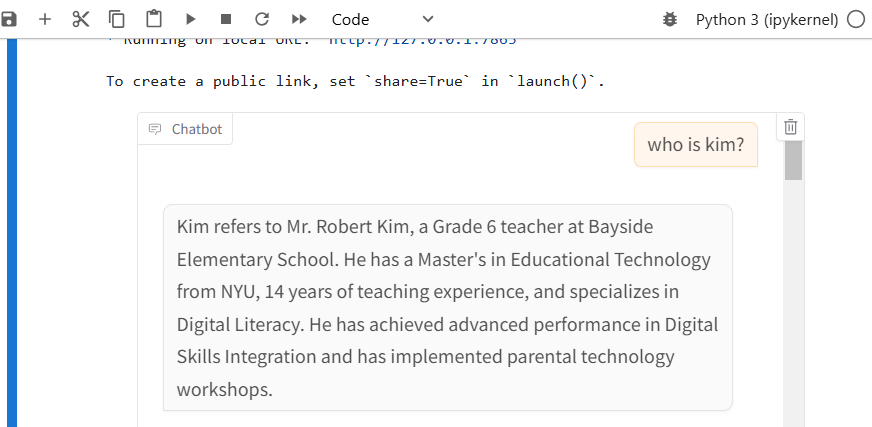 Code
Python 3 (ipykernel)
* Running on local URL: http://127.0.0.1:7865
To create a public link, set `share=True` in `launch()`.
Chatbot
who is kim?
Kim refers to Mr. Robert Kim, a Grade 6 teacher at Bayside
Elementary School. He has a Master's in Educational Technology
from NYU, 14 years of teaching experience, and specializes in
Digital Literacy. He has achieved advanced performance in Digital
Skills Integration and has implemented parental technology
workshops.